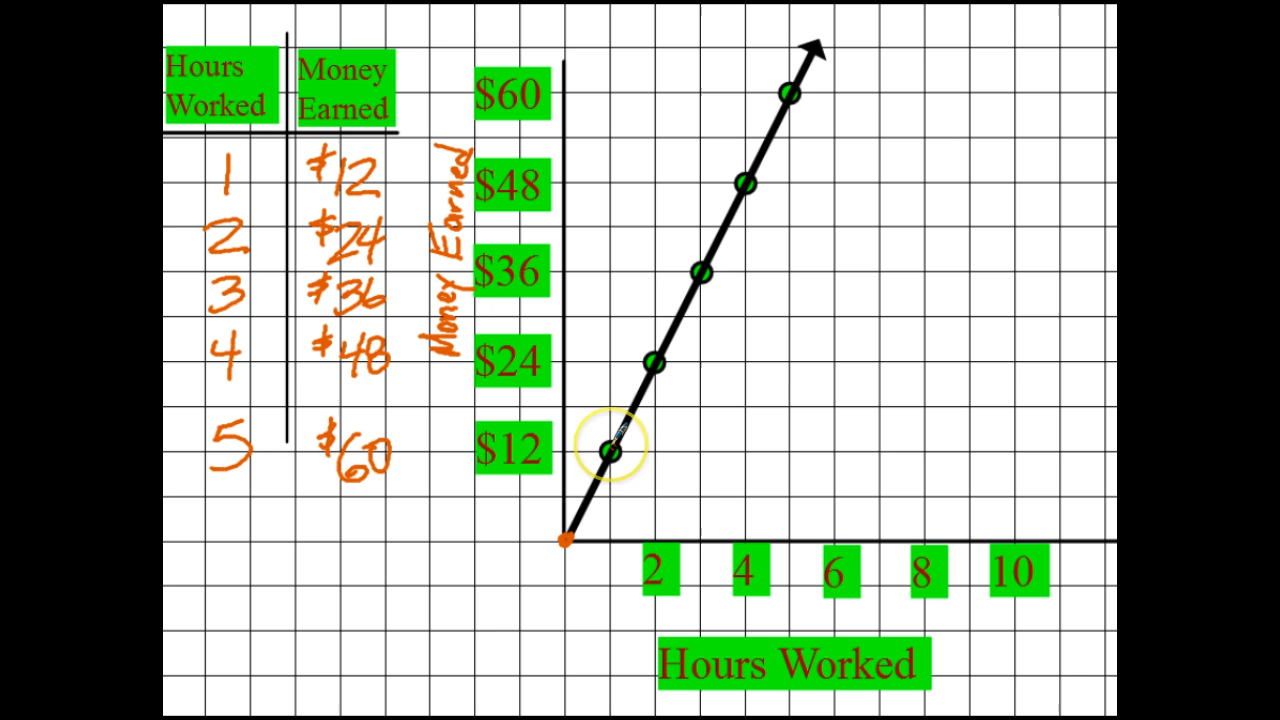 Hours
Worked
Money
Earned
1 $12
2 $24
3 $36
4 $48
5 $60
Money Earned
$60
$48
$36
$24
$12
2 4 6 8 10
Hours Worked